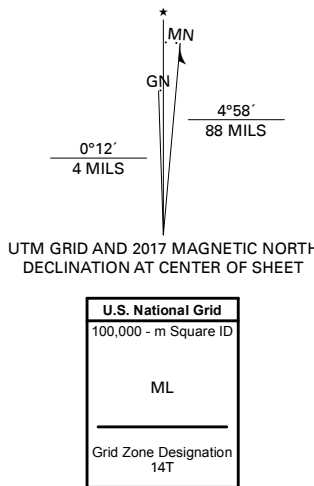 MN
GN
0°12´
4 MILS
4°58´
88 MILS
UTM GRID AND 2017 MAGNETIC NORTH
DECLINATION AT CENTER OF SHEET
U.S. National Grid
100,000 - m Square ID
ML
Grid Zone Designation
14T